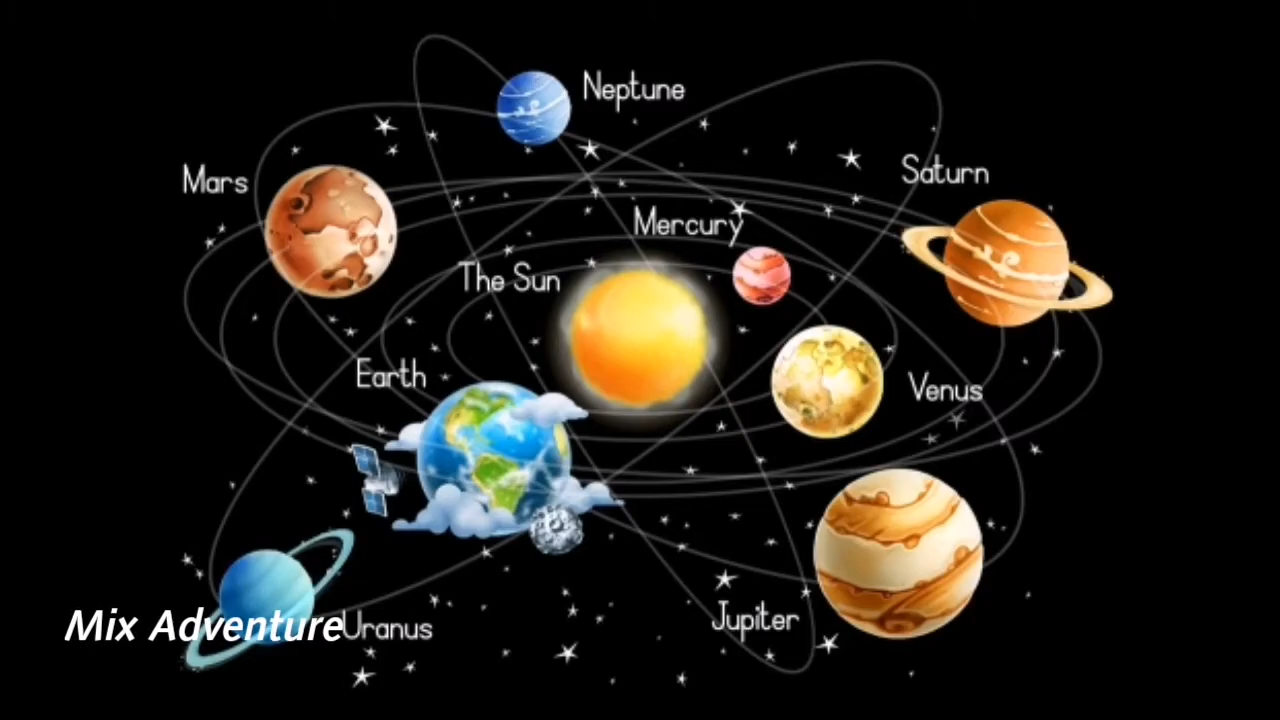 Neptune
Mars
Saturn
Mercury
The Sun
Earth
Venus
Jupiter
Mix Adventure
Uranus